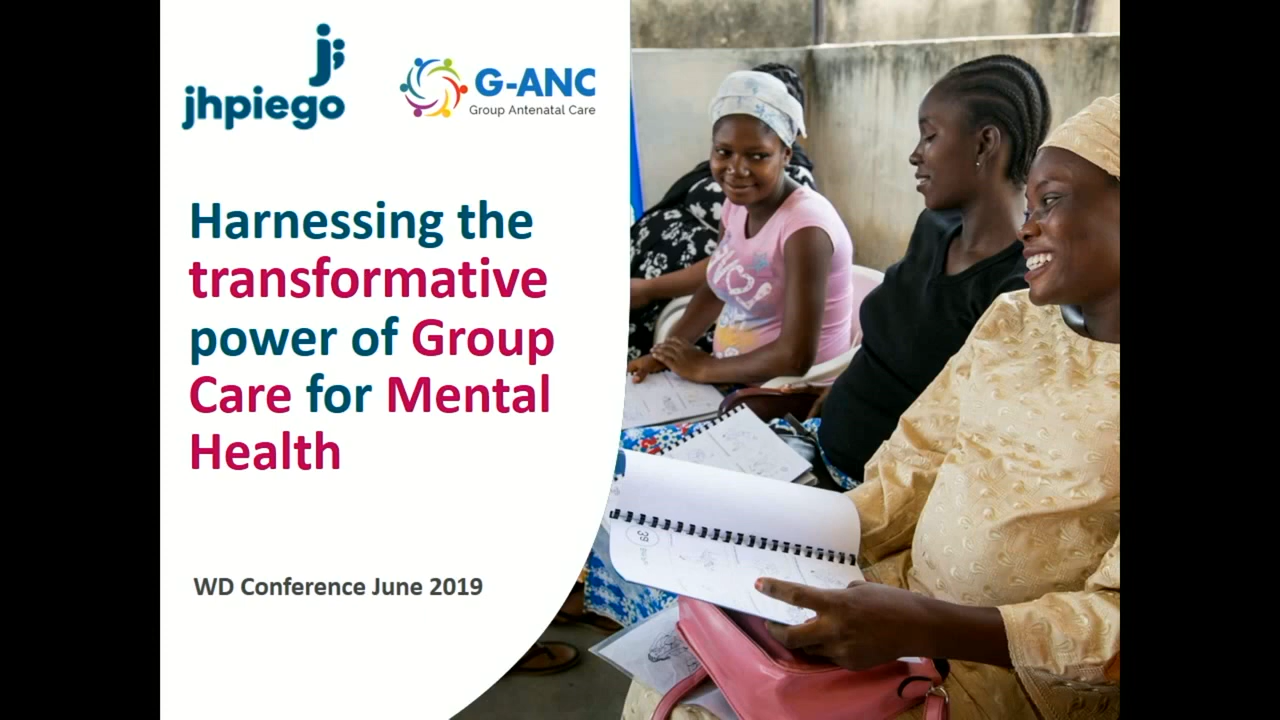 jhpiego
G-ANC
Group Antenatal Care
Harnessing the
transformative
power of Group
Care for Mental
Health
WD Conference June 2019
39